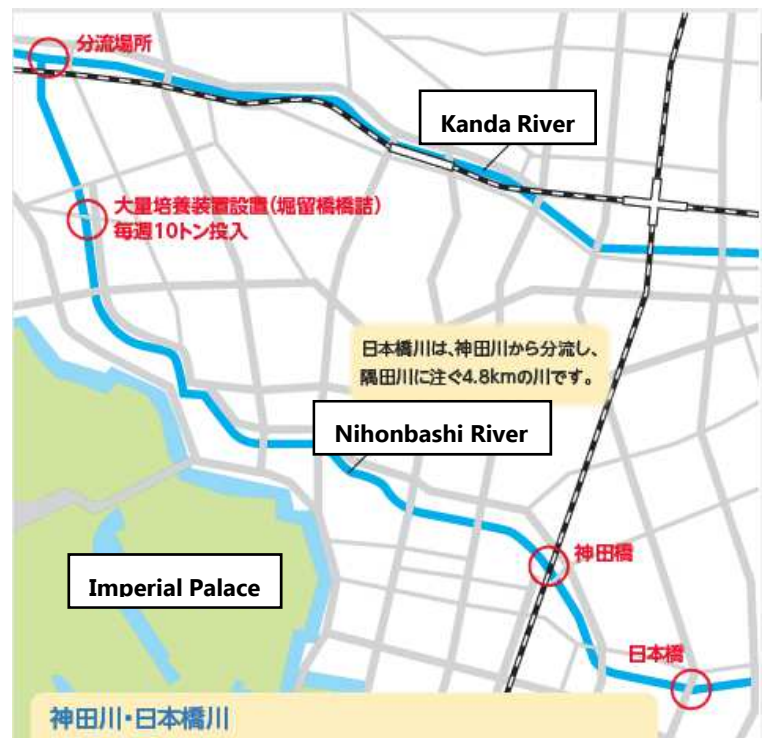 分流場所
Kanda River
大量培養装置設置(堀留橋橋詰)
毎週10トン投入
日本橋川は、神田川から分流し、
隅田川に注ぐ4.8kmの川です。
Nihonbashi River
神田橋
Imperial Palace
日本橋
神田川・日本橋川